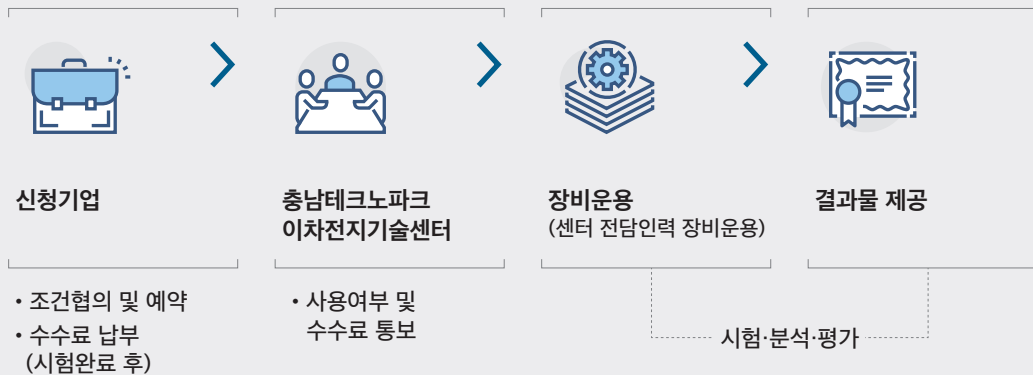 신청기업
충남테크노파크
이차전지기술센터
장비운용
(센터 전담인력 장비운용)
결과물 제공
• 조건협의 및 예약
• 수수료 납부
(시험완료 후)
• 사용여부 및
수수료 통보
시험·분석·평가